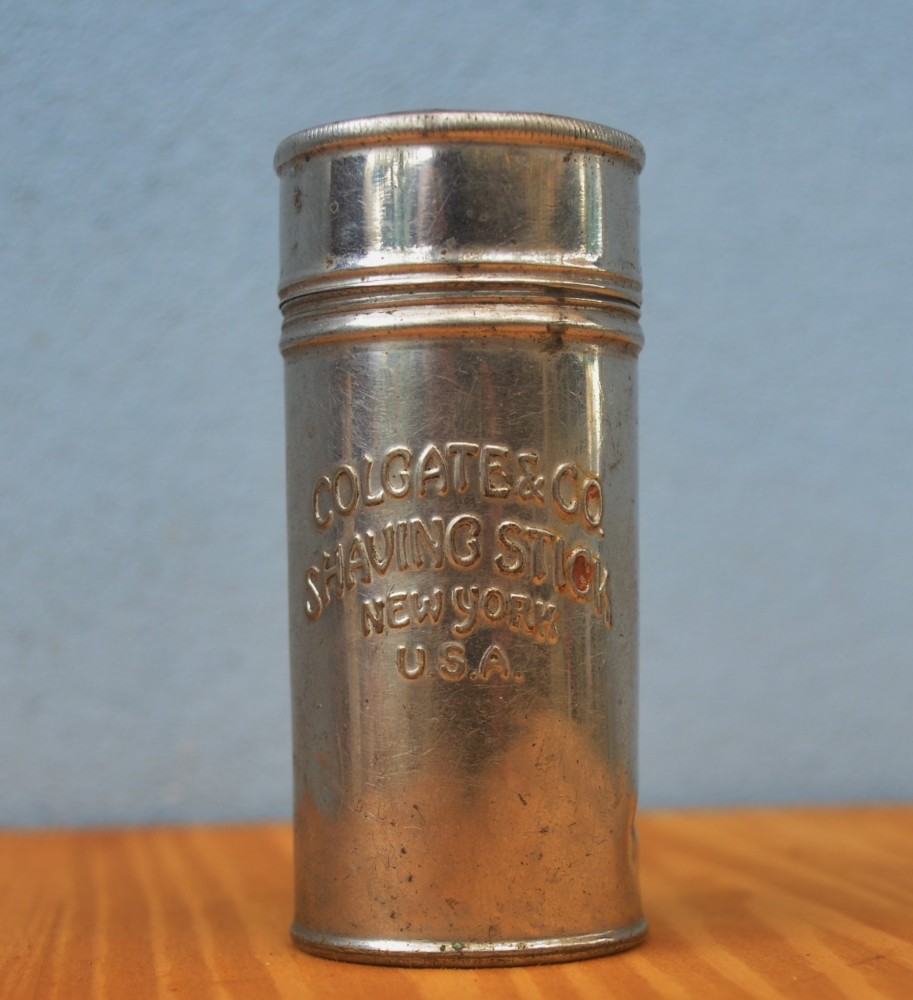 COLGATE & CO.
SHAVING STICK
NEW YORK
U.S.A.